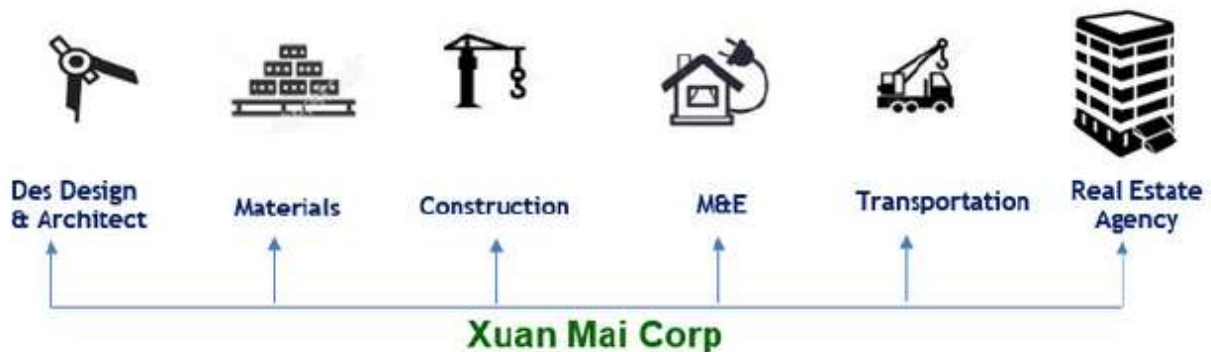 Des Design
& Architect
Materials
Construction
M&E
Transportation
Real Estate
Agency
Xuan Mai Corp